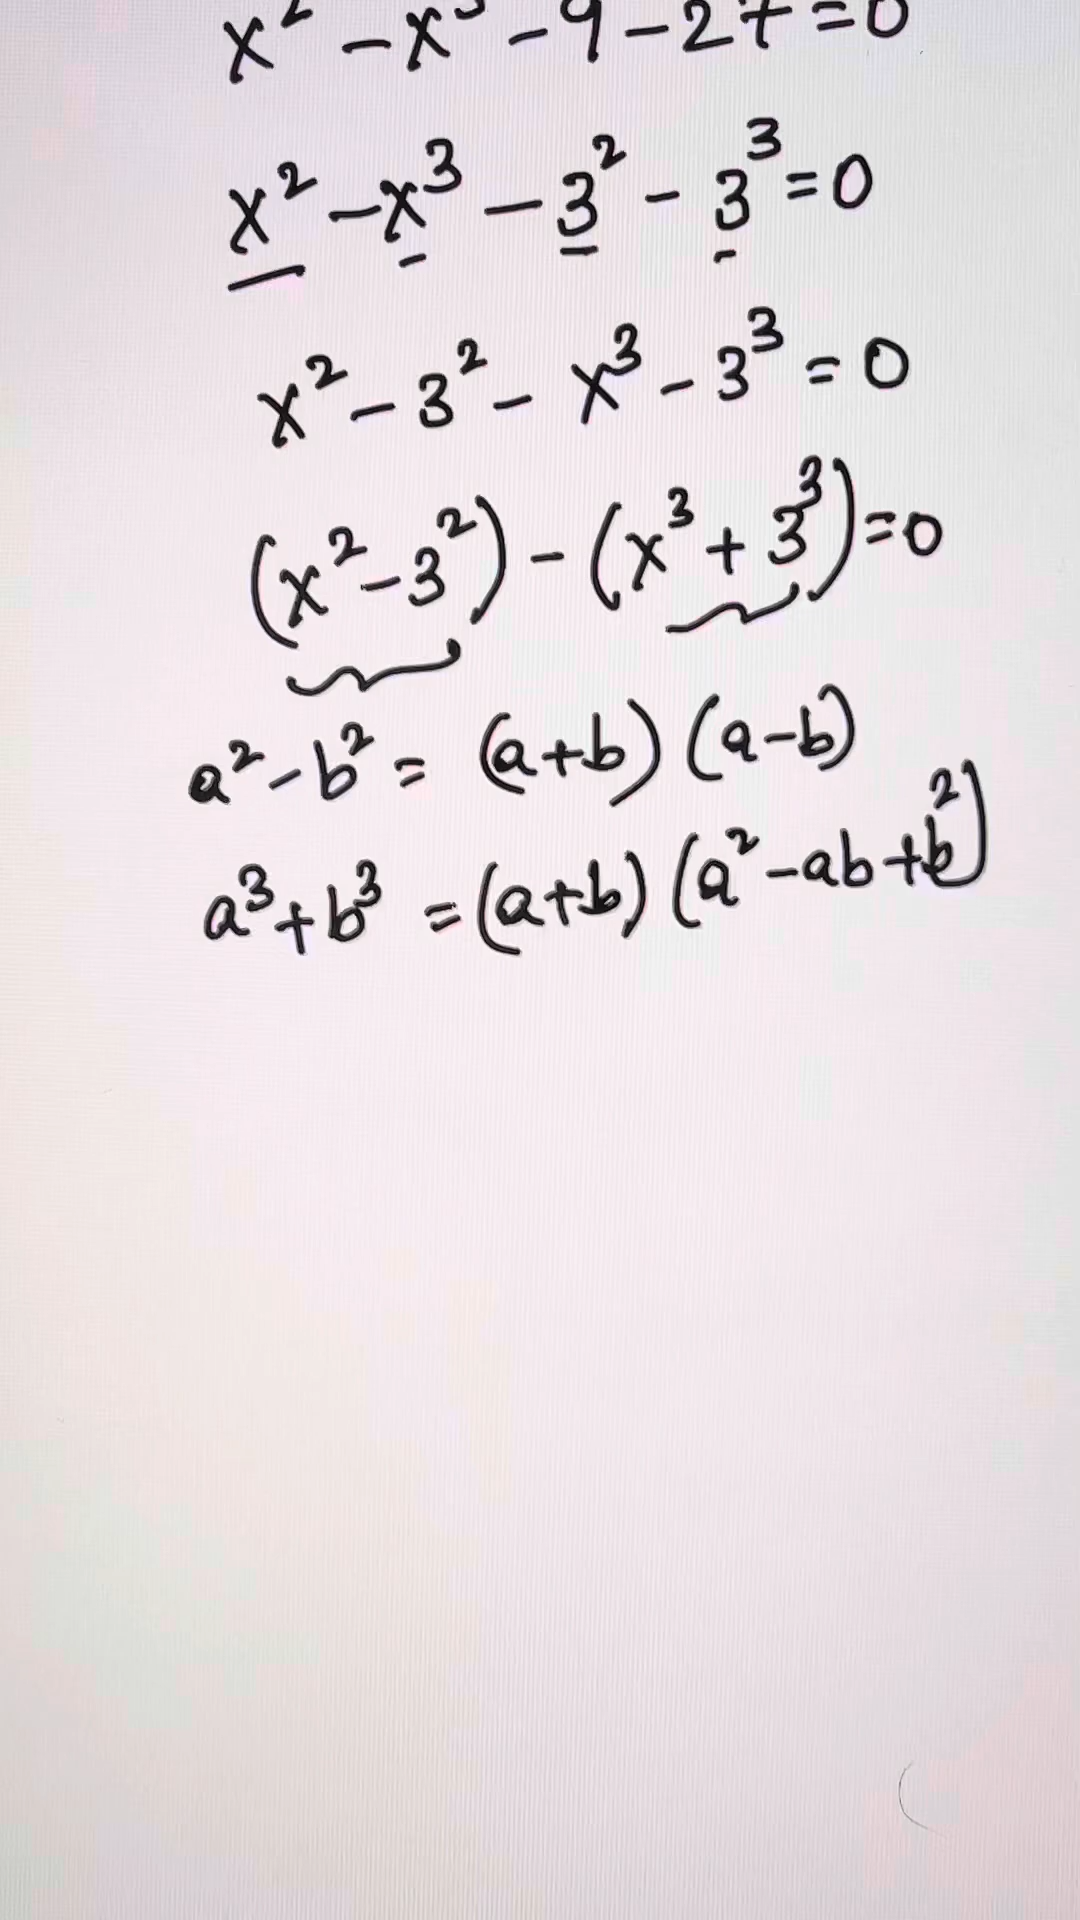 x² - x³ - 9 - 27 = 0
x² - x³ - 3² - 3³ = 0
x² - 3² - x³ - 3³ = 0
(x² - 3²) - (x³ + 3³) = 0
a² - b² = (a+b) (a-b)
a³ + b³ = (a+b) (a² - ab + b²)